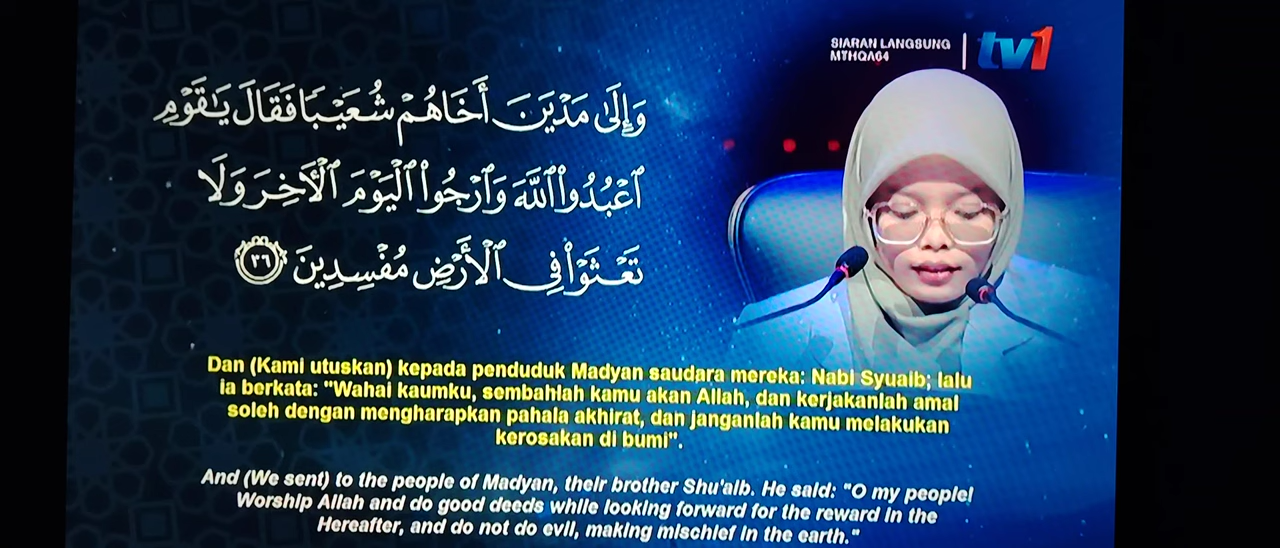 SIARAN LANGSUNG
MTHQA64
tv1
وَإِلَىٰ مَدْيَنَ أَخَاهُمْ شُعَيْبًا فَقَالَ يَـٰقَوْمِ
ٱعْبُدُوا۟ ٱللَّهَ وَٱرْجُوا۟ ٱلْيَوْمَ ٱلْـَٔاخِرَ وَلَا
تَعْثَوْا۟ فِى ٱلْأَرْضِ مُفْسِدِينَ ٣٦
Dan (Kami utuskan) kepada penduduk Madyan saudara mereka: Nabi Syuaib; lalu
ia berkata: "Wahai kaumku, sembahlah kamu akan Allah, dan kerjakanlah amal
soleh dengan mengharapkan pahala akhirat, dan janganlah kamu melakukan
kerosakan di bumi".
And (We sent) to the people of Madyan, their brother Shu'aib. He said: "O my people!
Worship Allah and do good deeds while looking forward for the reward in the
Hereafter, and do not do evil, making mischief in the earth."